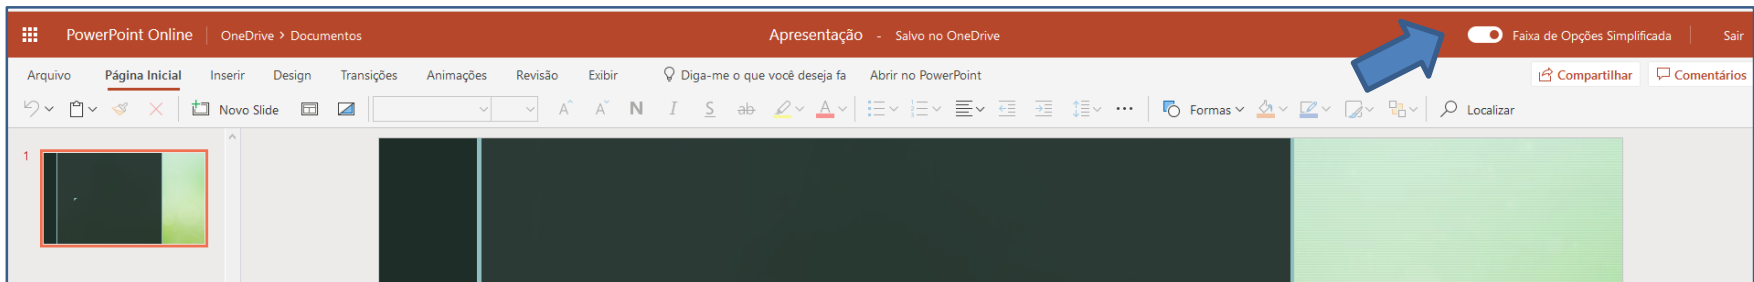 PowerPoint Online OneDrive > Documentos Apresentação - Salvo no OneDrive Faixa de Opções Simplificada Sair
Arquivo Página Inicial Inserir Design Transições Animações Revisão Exibir Diga-me o que você deseja fa Abrir no PowerPoint Compartilhar Comentários
Novo Slide A A N I S ab A Formas Localizar
1